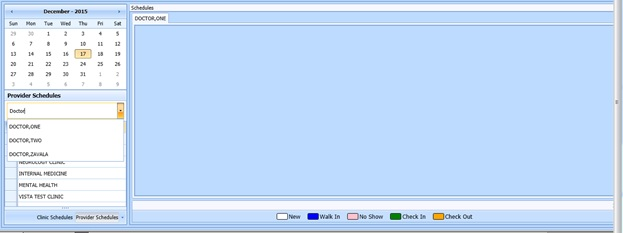 December - 2015
Sun Mon Tue Wed Thu Fri Sat
29 30 1 2 3 4 5
6 7 8 9 10 11 12
13 14 15 16 17 18 19
20 21 22 23 24 25 26
27 28 29 30 31 1 2
3 4 5 6 7 8 9
Provider Schedules
Doctor
DOCTOR,ONE
DOCTOR,TWO
DOCTOR,ZAVALA
NEUROLOGY CLINIC
INTERNAL MEDICINE
MENTAL HEALTH
VISTA TEST CLINIC
Clinic Schedules Provider Schedules
Schedules
DOCTOR,ONE
New Walk In No Show Check In Check Out